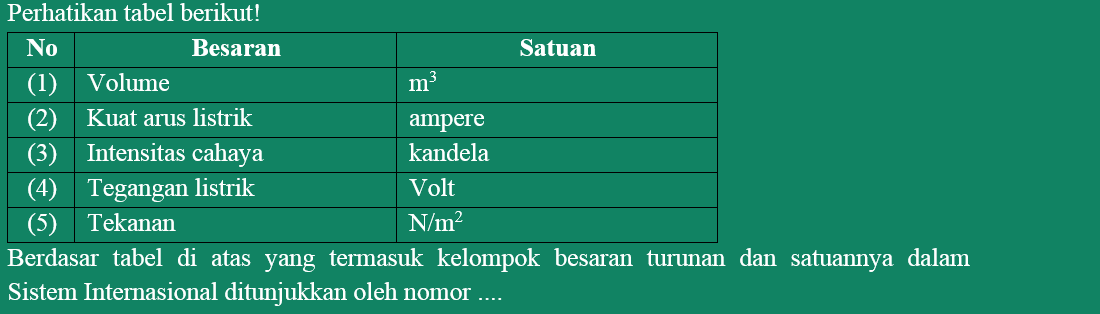 Perhatikan tabel berikut!
No Besaran Satuan
(1) Volume m³
(2) Kuat arus listrik ampere
(3) Intensitas cahaya kandela
(4) Tegangan listrik Volt
(5) Tekanan N/m²
Berdasar tabel di atas yang termasuk kelompok besaran turunan dan satuannya dalam
Sistem Internasional ditunjukkan oleh nomor ....